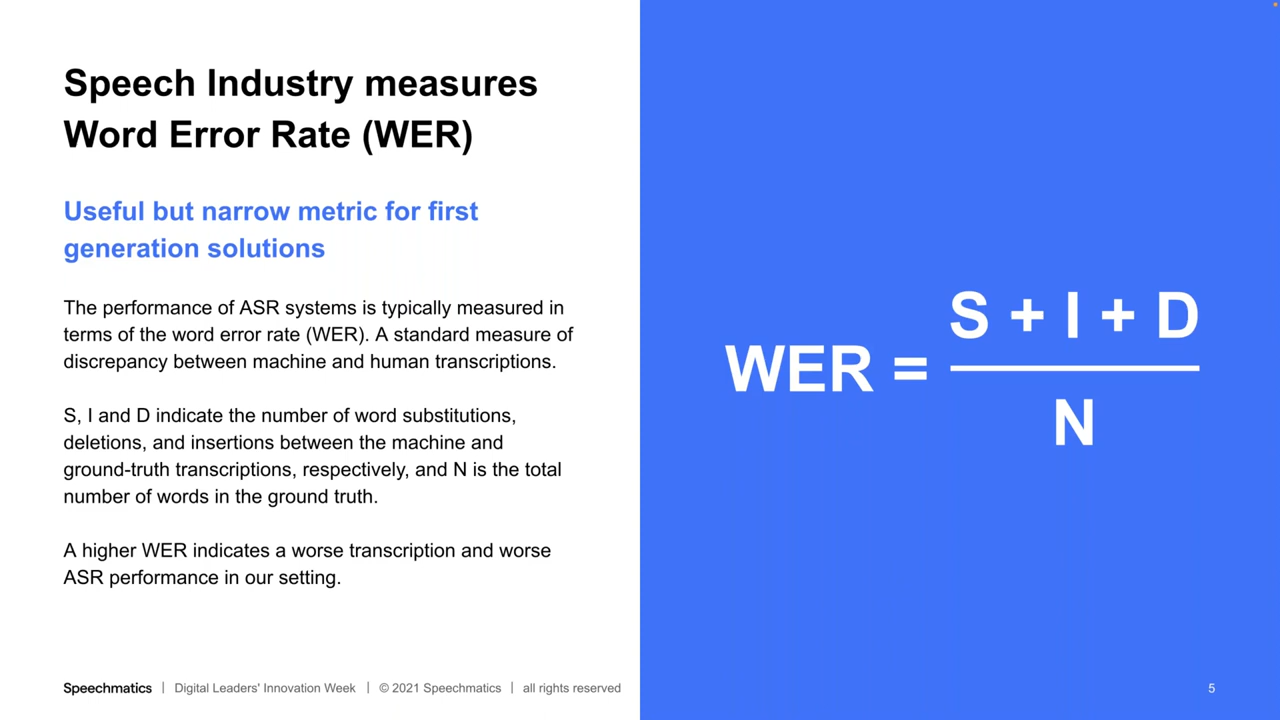 Speech Industry measures
Word Error Rate (WER)
Useful but narrow metric for first
generation solutions
The performance of ASR systems is typically measured in
terms of the word error rate (WER). A standard measure of
discrepancy between machine and human transcriptions.
S, I and D indicate the number of word substitutions,
deletions, and insertions between the machine and
ground-truth transcriptions, respectively, and N is the total
number of words in the ground truth.
A higher WER indicates a worse transcription and worse
ASR performance in our setting.
S + I + D
WER =
N
Speechmatics | Digital Leaders' Innovation Week | © 2021 Speechmatics | all rights reserved
5